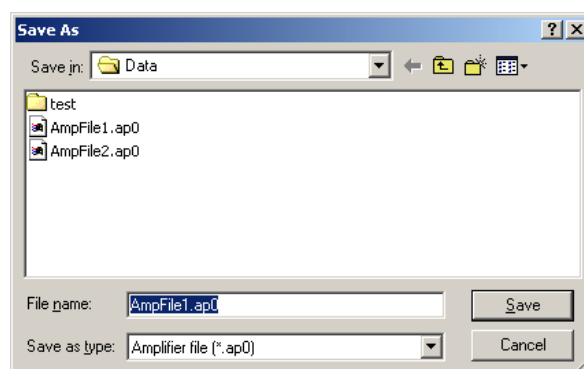 Save As
Save in: Data
test
AmpFile1.ap0
AmpFile2.ap0
File name: AmpFile1.ap0 Save
Save as type: Amplifier file (*.ap0) Cancel